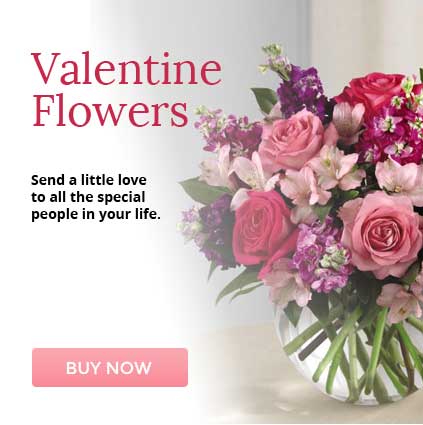 Valentine
Flowers
Send a little love
to all the special
people in your life.
BUY NOW